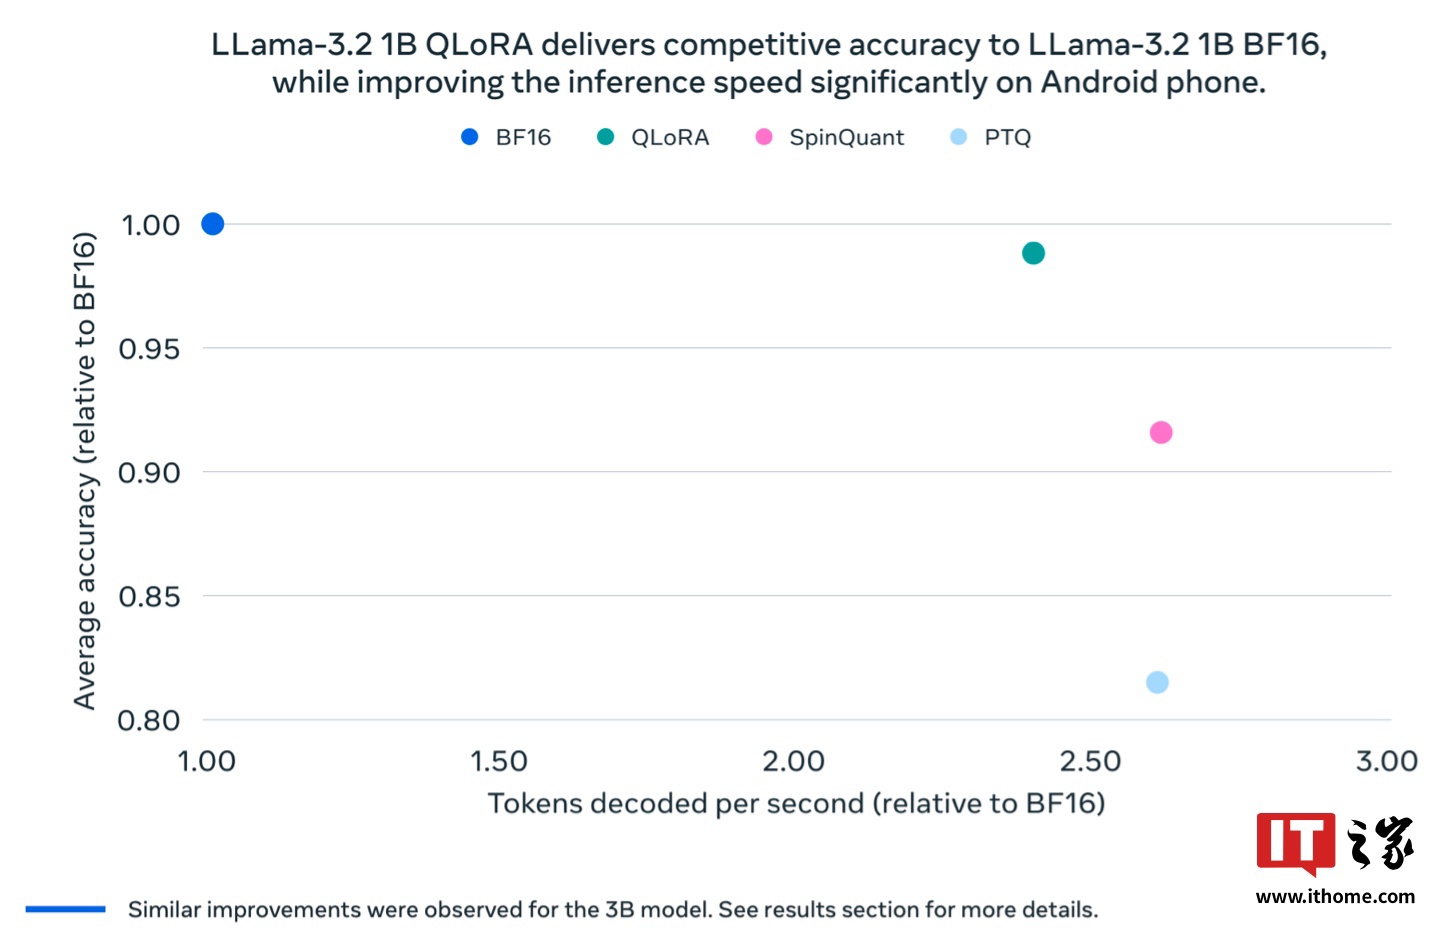 LLama-3.2 1B QLoRA delivers competitive accuracy to LLama-3.2 1B BF16,
while improving the inference speed significantly on Android phone.
BF16 QLoRA SpinQuant PTQ
Average accuracy (relative to BF16)
1.00
0.95
0.90
0.85
0.80
1.00 1.50 2.00 2.50 3.00
Tokens decoded per second (relative to BF16)
IT之家
www.ithome.com
Similar improvements were observed for the 3B model. See results section for more details.